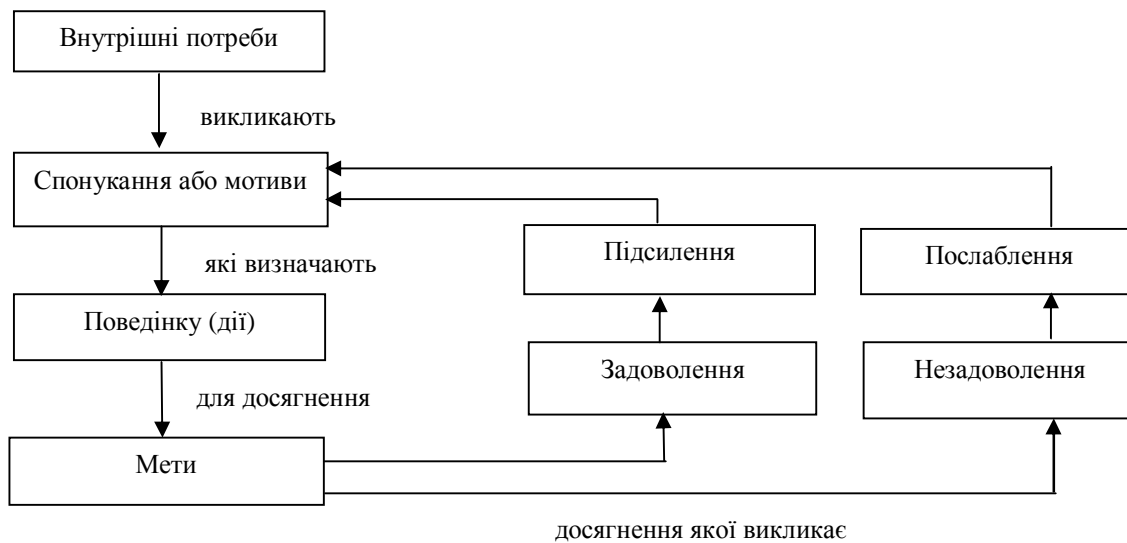 Внутрішні потреби
викликають
Спонукання або мотиви
які визначають
Підсилення
Послаблення
Поведінку (дії)
Задоволення
Незадоволення
для досягнення
Мети
досягнення якої викликає